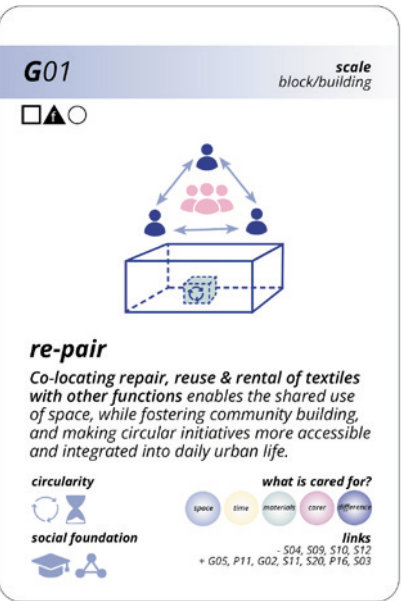 G01
scale
block/building
f
re-pair
Co-locating repair, reuse & rental of textiles
with other functions enables the shared use
of space, while fostering community building,
and making circular initiatives more accessible
and integrated into daily urban life.
circularity
what is cared for?
space time materials carer difference
social foundation
links
- S04, S09, S10, S12
+ G05, P11, G02, S11, S20, P16, S03